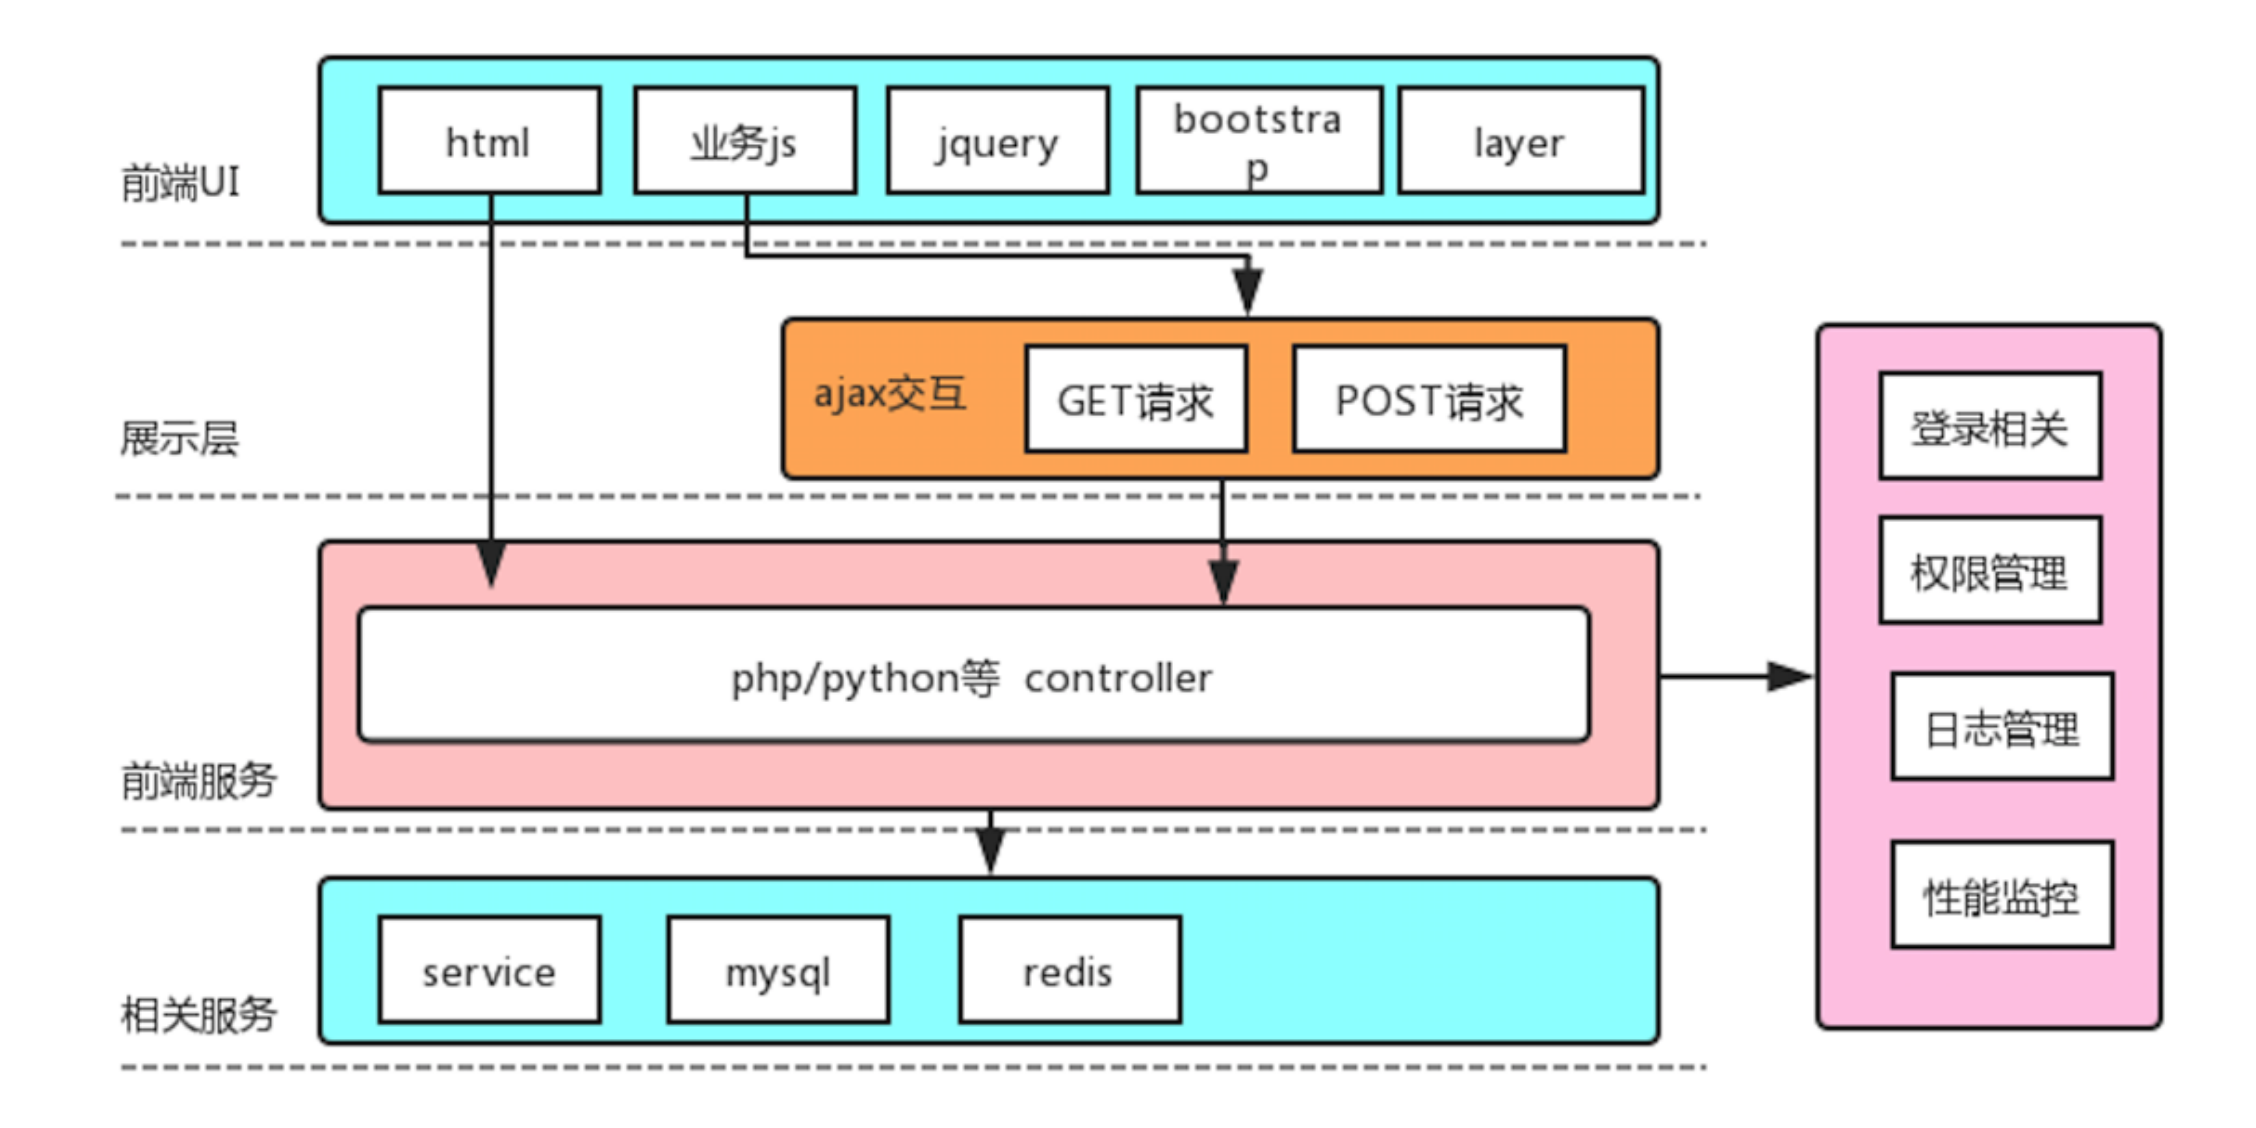 前端UI
html
业务js
jquery
bootstra
p
layer
展示层
ajax交互
GET请求
POST请求
前端服务
php/python等 controller
相关服务
service
mysql
redis
登录相关
权限管理
日志管理
性能监控